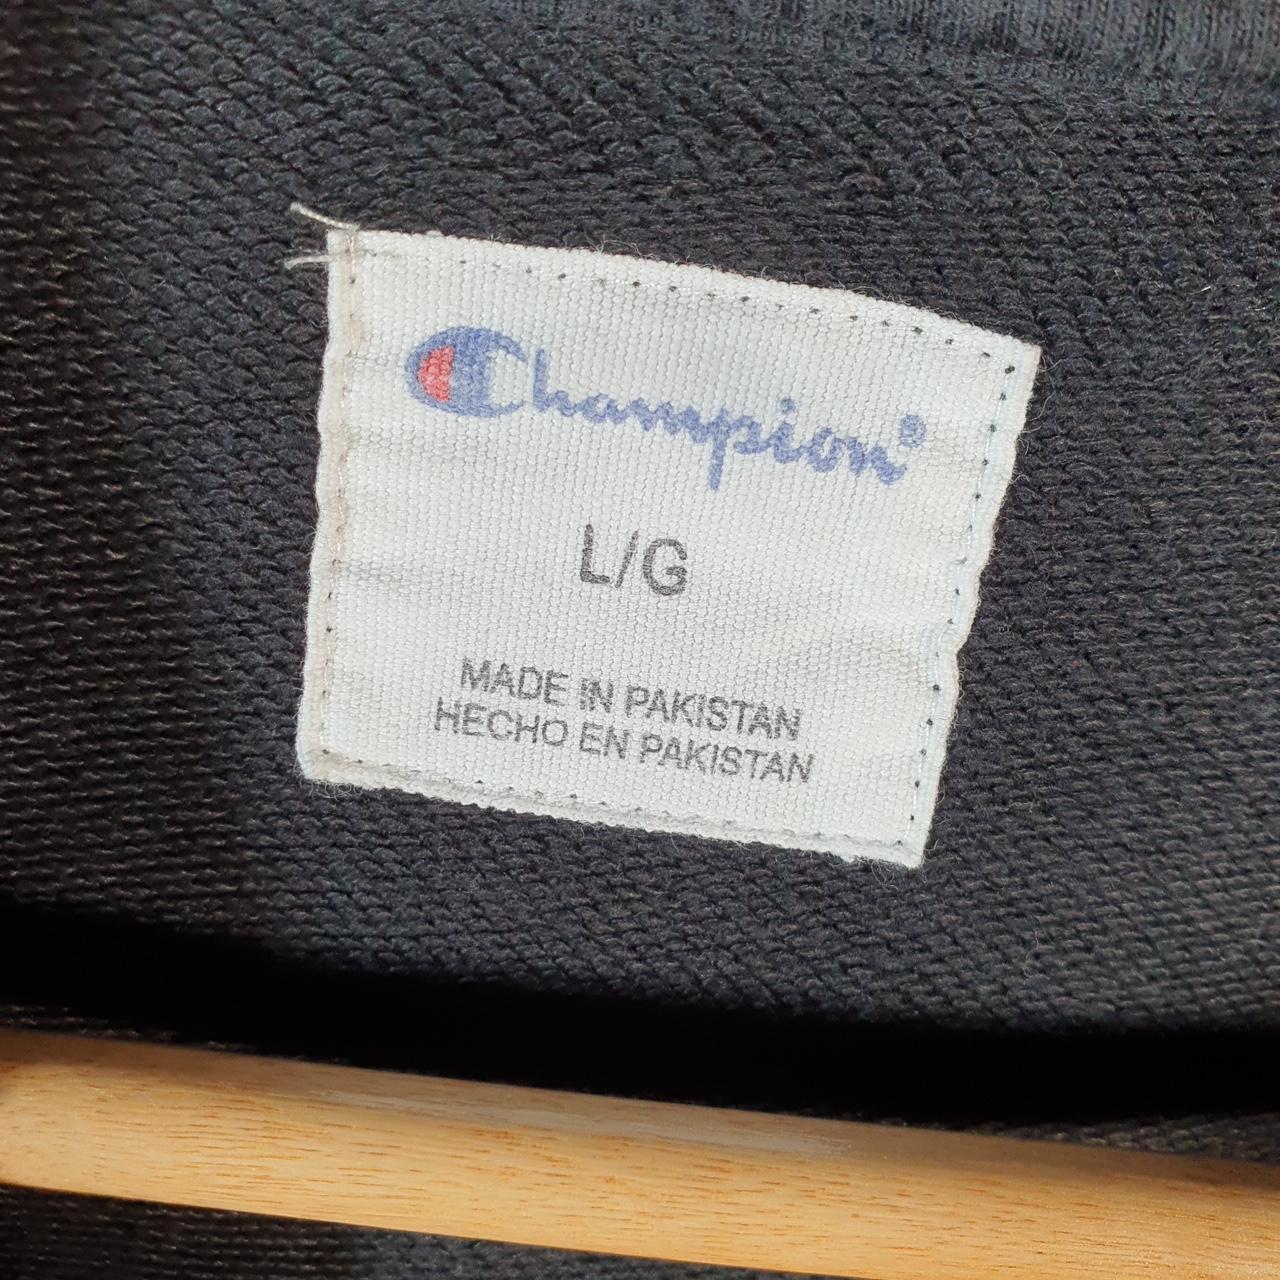 Champion®
L/G
MADE IN PAKISTAN
HECHO EN PAKISTAN